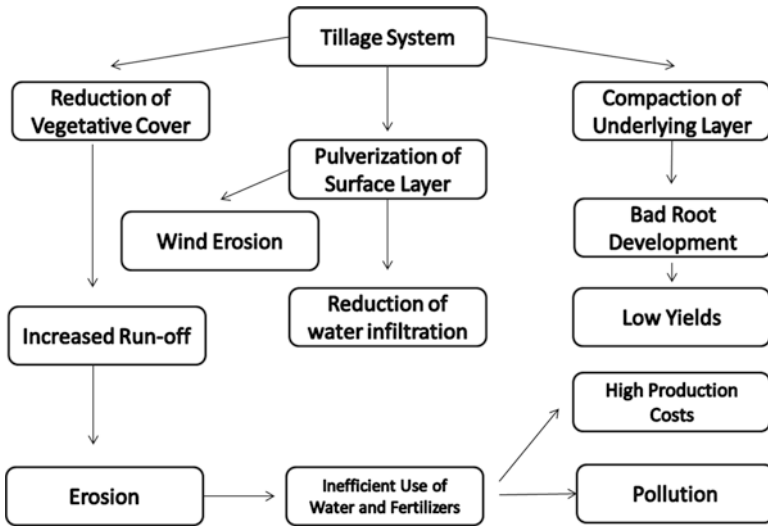 Tillage System
Reduction of
Vegetative Cover
Compaction of
Underlying Layer
Pulverization of
Surface Layer
Wind Erosion
Bad Root
Development
Reduction of
water infiltration
Increased Run-off
Low Yields
High Production
Costs
Erosion
Inefficient Use of
Water and Fertilizers
Pollution